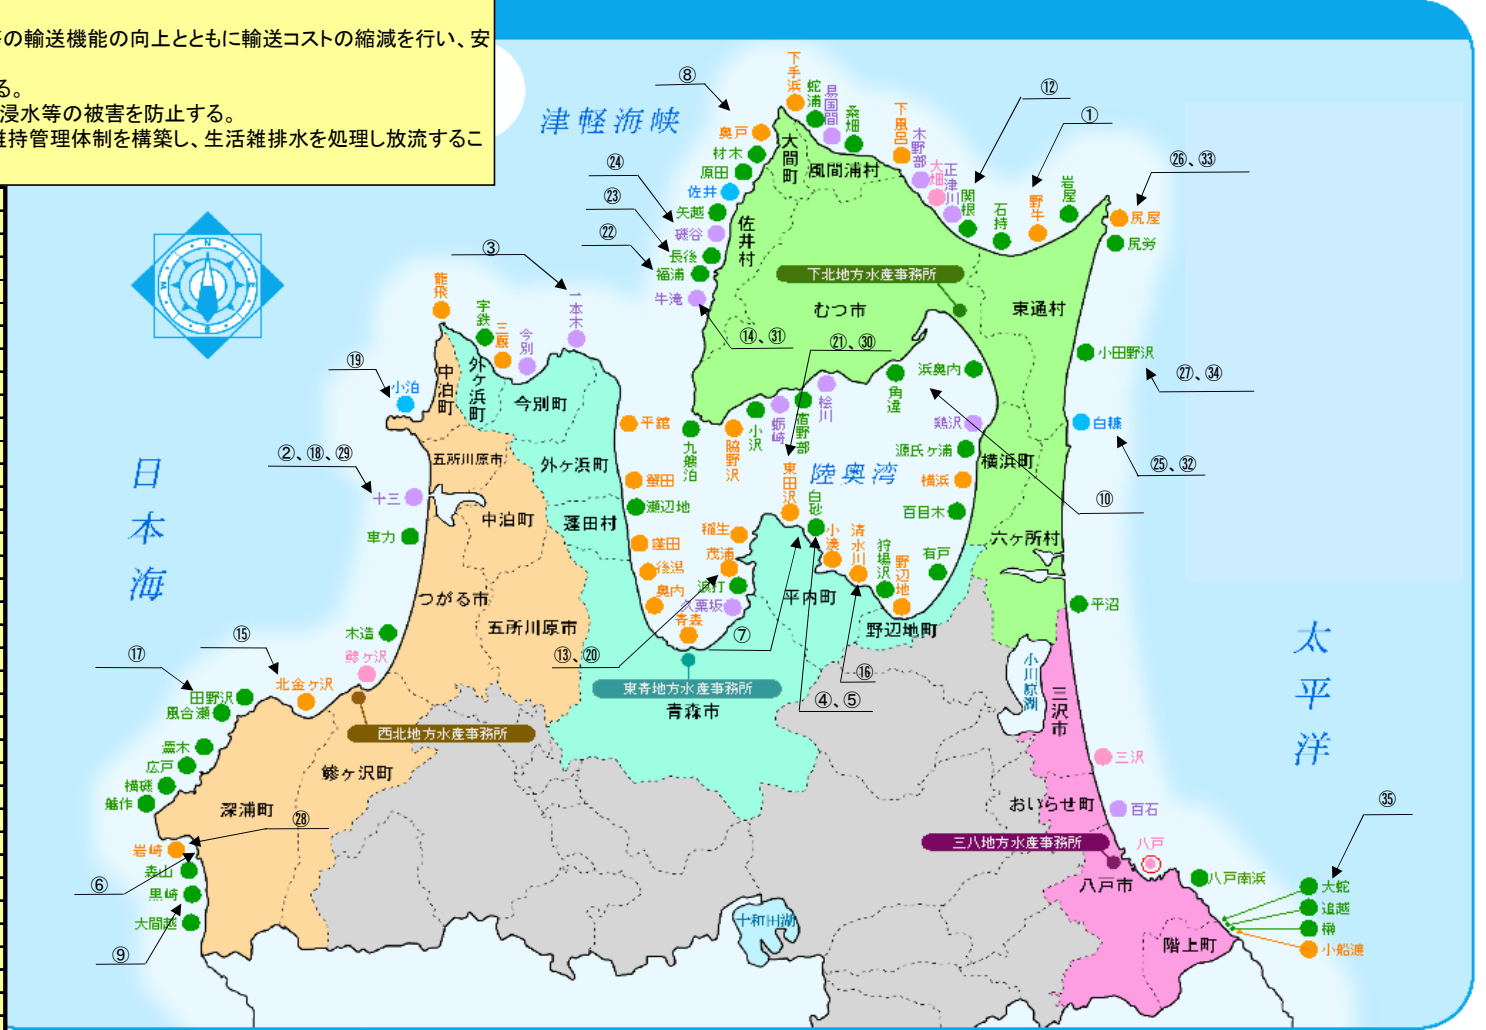 の輸送機能の向上とともに輸送コストの縮減を行い、安
る。
浸水等の被害を防止する。
維持管理体制を構築し、生活雑排水を処理し放流するこ
津軽海峡
⑧
下手浜
蛇浦
易国間
桑畑
下風呂
木野部
大畑
正津川
関根
⑫
石持
①
野牛
岩屋
㉖、㉝
尻屋
尻労
奥戸
材木
原田
佐井
矢越
磯谷
長後
福浦
牛滝
㉔
㉓
㉒
③
大間町
風間浦村
佐井村
下北地方水産事務所
むつ市
東通村
⑭、㉛
㉑、㉚
小田野沢
㉗、㉞
白糠
㉕、㉜
龍飛
宇鉄
三厩
今別
一本木
⑲
小泊
中泊町
外ヶ浜町
今別町
五所川原市
外ヶ浜町
②、⑱、㉙
十三
車力
中泊町
蓬田村
平舘
蟹田
瀬辺地
蓬田
後潟
奥内
青森
九艘泊
脇野沢
小沢
蛎崎
宿野部
桧川
角違
浜奥内
鶏沢
源氏ヶ浦
横浜
百目木
有戸
横浜町
⑩
六ヶ所村
陸奥湾
東田沢
白砂
小湊
清水川
狩場沢
野辺地
稲生
茂浦
浪打
久栗坂
平内町
野辺地町
平沼
日本海
つがる市
五所川原市
木造
鰺ヶ沢
⑮
⑰
北金ヶ沢
田野沢
風合瀬
轟木
広戸
横磯
艫作
⑬、⑳
⑦
⑯
④、⑤
東青地方水産事務所
青森市
西北地方水産事務所
鰺ヶ沢町
深浦町
㉘
岩崎
森山
黒崎
大間越
⑥
⑨
小川原湖
三沢市
三沢
太平洋
おいらせ町
百石
三八地方水産事務所
八戸
八戸市
八戸南浜
㉟
大蛇
追越
榊
小船渡
階上町
十和田湖
N